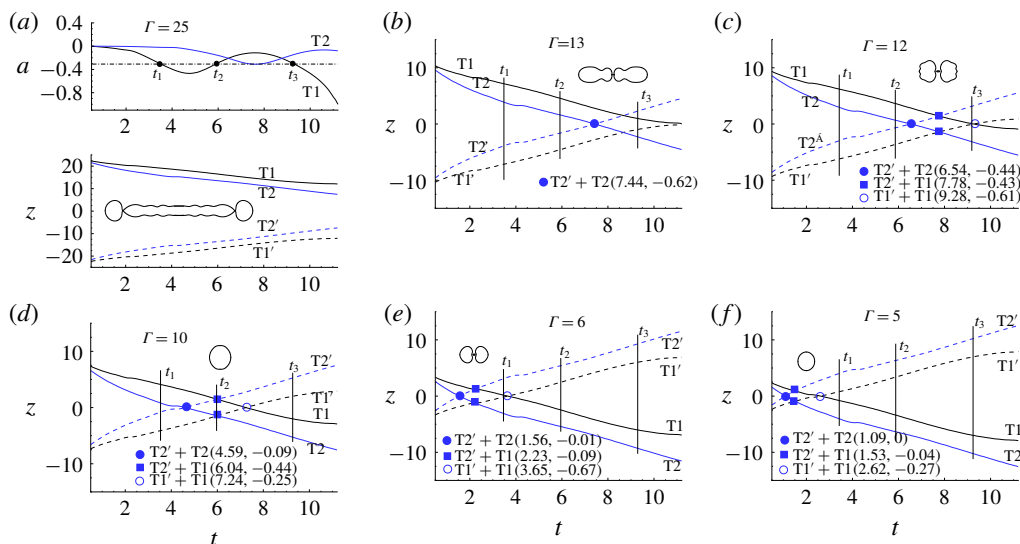 (a) Γ = 25
0.4
0
−0.4
−0.8
a
T2
T1
t1 t2 t3
2 4 6 8 10
20
10
0
−10
−20
z
T1
T2
T2′
T1′
2 4 6 8 10
(b) Γ=13
10
0
−10
z
T1
T2
T2′
T1′
t1 t2 t3
T2′ + T2(7.44, −0.62)
2 4 6 8 10
(c) Γ = 12
10
0
−10
z
T1
T2
T2Á
T1′
t1 t2 t3
T2′ + T2(6.54, −0.44)
T2′ + T1(7.78, −0.43)
T1′ + T1(9.28, −0.61)
2 4 6 8 10
(d) Γ = 10
10
0
−10
z
t1 t2 t3
T2′
T1′
T1
T2
T2′ + T2(4.59, −0.09)
T2′ + T1(6.04, −0.44)
T1′ + T1(7.24, −0.25)
2 4 6 8 10
t
(e) Γ = 6
10
0
−10
t1 t2 t3
T2′
T1′
T1
T2
T2′ + T2(1.56, −0.01)
T2′ + T1(2.23, −0.09)
T1′ + T1(3.65, −0.67)
2 4 6 8 10
t
(f) Γ = 5
10
0
−10
t1 t2 t3
T2′
T1′
T1
T2
T2′ + T2(1.09, 0)
T2′ + T1(1.53, −0.04)
T1′ + T1(2.62, −0.27)
2 4 6 8 10
t